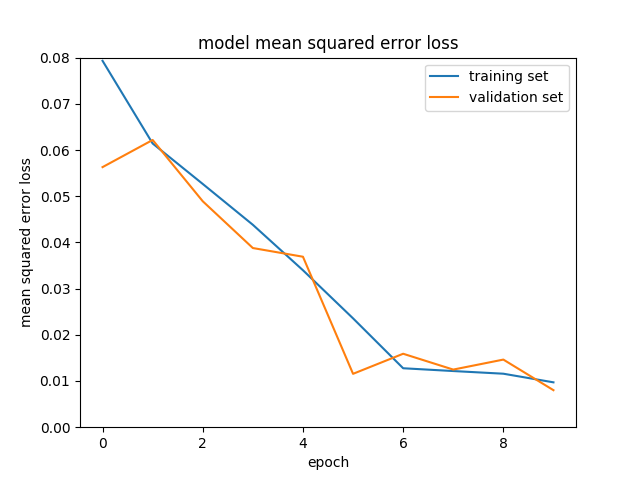 model mean squared error loss
training set
validation set
0.08
0.07
0.06
0.05
0.04
0.03
0.02
0.01
0.00
mean squared error loss
0 2 4 6 8
epoch